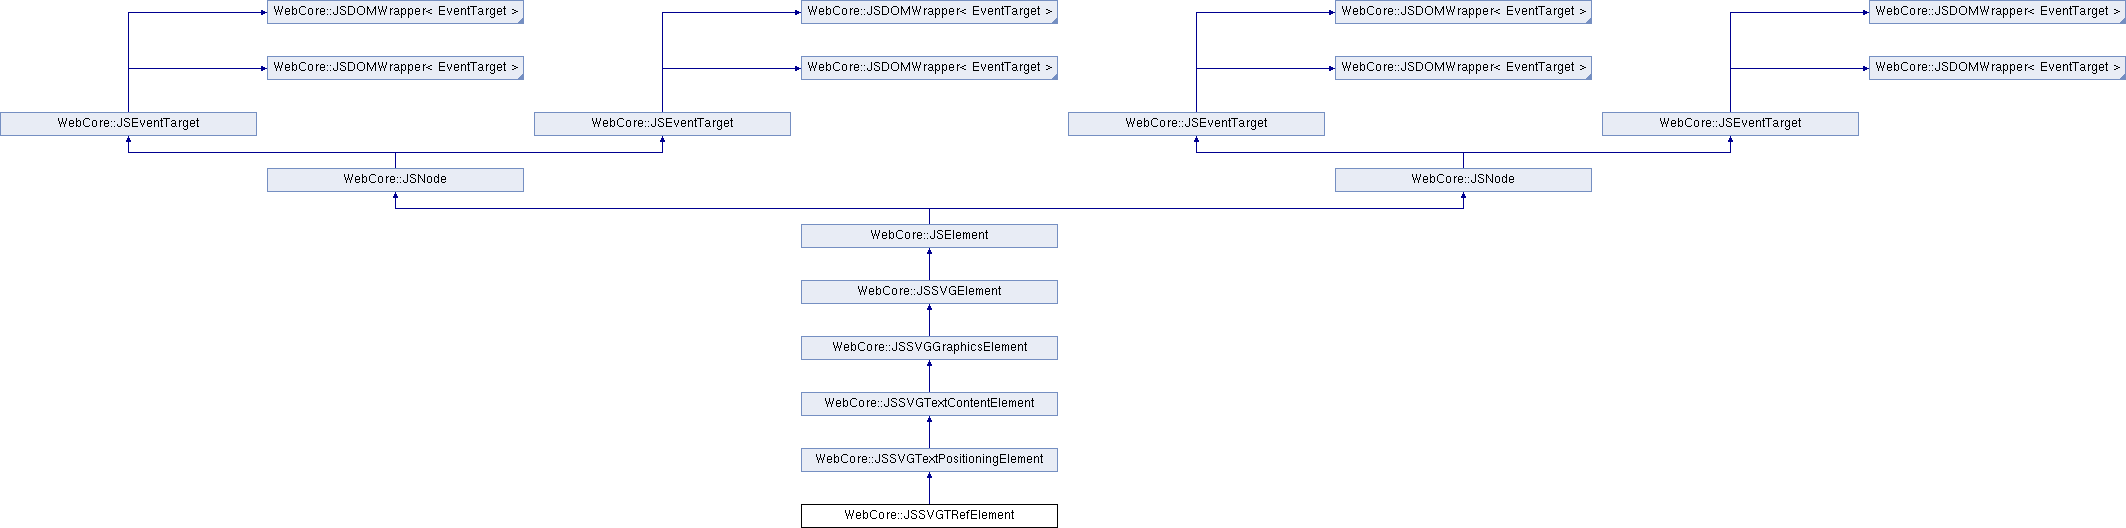 WebCore::JSDOMWrapper< EventTarget >
WebCore::JSDOMWrapper< EventTarget >
WebCore::JSDOMWrapper< EventTarget >
WebCore::JSDOMWrapper< EventTarget >
WebCore::JSDOMWrapper< EventTarget >
WebCore::JSDOMWrapper< EventTarget >
WebCore::JSDOMWrapper< EventTarget >
WebCore::JSDOMWrapper< EventTarget >
WebCore::JSEventTarget
WebCore::JSEventTarget
WebCore::JSEventTarget
WebCore::JSEventTarget
WebCore::JSNode
WebCore::JSNode
WebCore::JSElement
WebCore::JSSVGElement
WebCore::JSSVGGraphicsElement
WebCore::JSSVGTextContentElement
WebCore::JSSVGTextPositioningElement
WebCore::JSSVGTRefElement